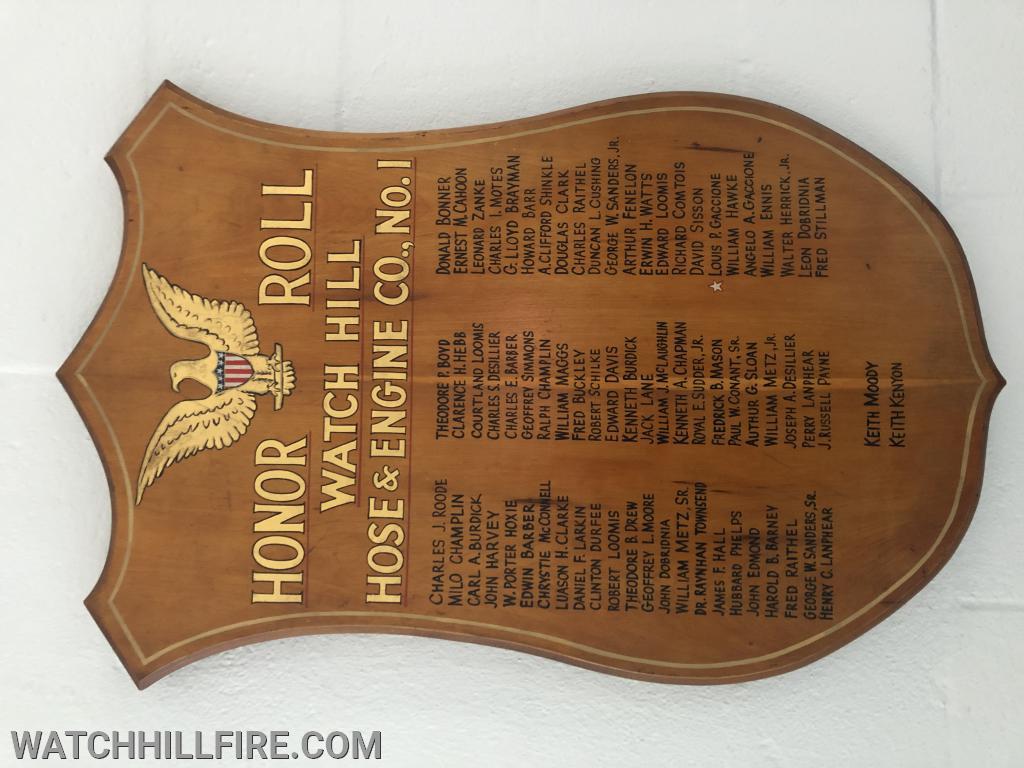 HONOR ROLL
WATCH HILL
HOSE & ENGINE CO., No. 1
CHARLES J. ROODE
MILO CHAMPLIN
CARL A. BURDICK
JOHN HARVEY
W. PORTER HOXIE
EDWIN BARBER
CHRYSTIE McCONNELL
LUASON H. CLARKE
DANIEL F. LARKIN
CLINTON DURFEE
ROBERT LOOMIS
THEODORE B. DREW
GEOFFREY L. MOORE
JOHN DOBRIDNIA
WILLIAM METZ, SR.
DR. RAYNHAN TOWNSEND
JAMES F. HALL
HUBBARD PHELPS
JOHN EDMOND
HAROLD B. BARNEY
FRED RAITHEL
GEORGE W. SANDERS, SR.
HENRY C. LANPHEAR
THEODORE P. BOYD
CLARENCE H. HEBB
COURTLAND LOOMIS
CHARLES S. DESILLIER
CHARLES E. BARBER
GEOFFREY SIMMONS
RALPH CHAMPLIN
WILLIAM MAGGS
FRED BUCKLEY
ROBERT SCHILKE
EDWARD DAVIS
KENNETH BURDICK
JACK LANE
WILLIAM J. McLAUGHLIN
KENNETH A. CHAPMAN
ROYAL E. SUDDER, JR.
FREDRICK B. MASON
PAUL W. CONANT, SR.
AUTHUR G. SLOAN
WILLIAM METZ, JR.
JOSEPH A. DESILLIER
PERRY LANPHEAR
J. RUSSELL PAYNE
KEITH MOODY
KEITH KENYON
DONALD BONNER
ERNEST M. CAHOON
LEONARD ZANKE
CHARLES I. MOTES
G. LLOYD BRAYMAN
HOWARD BARR
A. CLIFFORD SHINKLE
DOUGLAS CLARK
CHARLES RAITHEL
DUNCAN L. CUSHING
GEORGE W. SANDERS, JR.
ARTHUR FENELON
ERWIN H. WATTS
EDWARD LOOMIS
RICHARD COMTOIS
DAVID SISSON
LOUIS P. GACCIONE
WILLIAM HAWKE
ANGELO A. GACCIONE
WILLIAM ENNIS
WALTER HERRICK, JR.
LEON DOBRIDNIA
FRED STILLMAN
WATCHHILLFIRE.COM